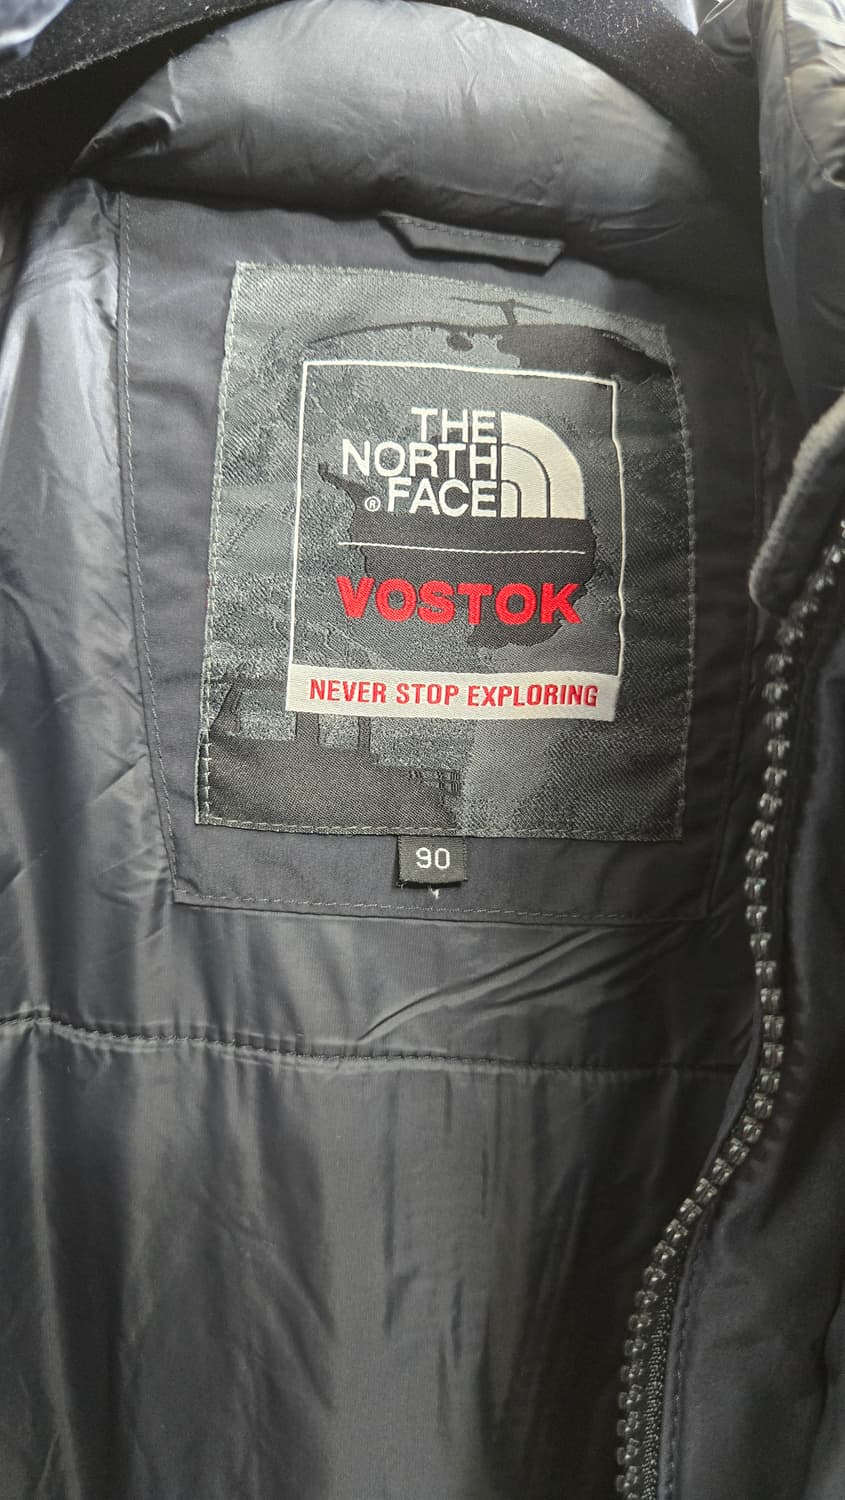 THE
NORTH
® FACE
VOSTOK
NEVER STOP EXPLORING
90